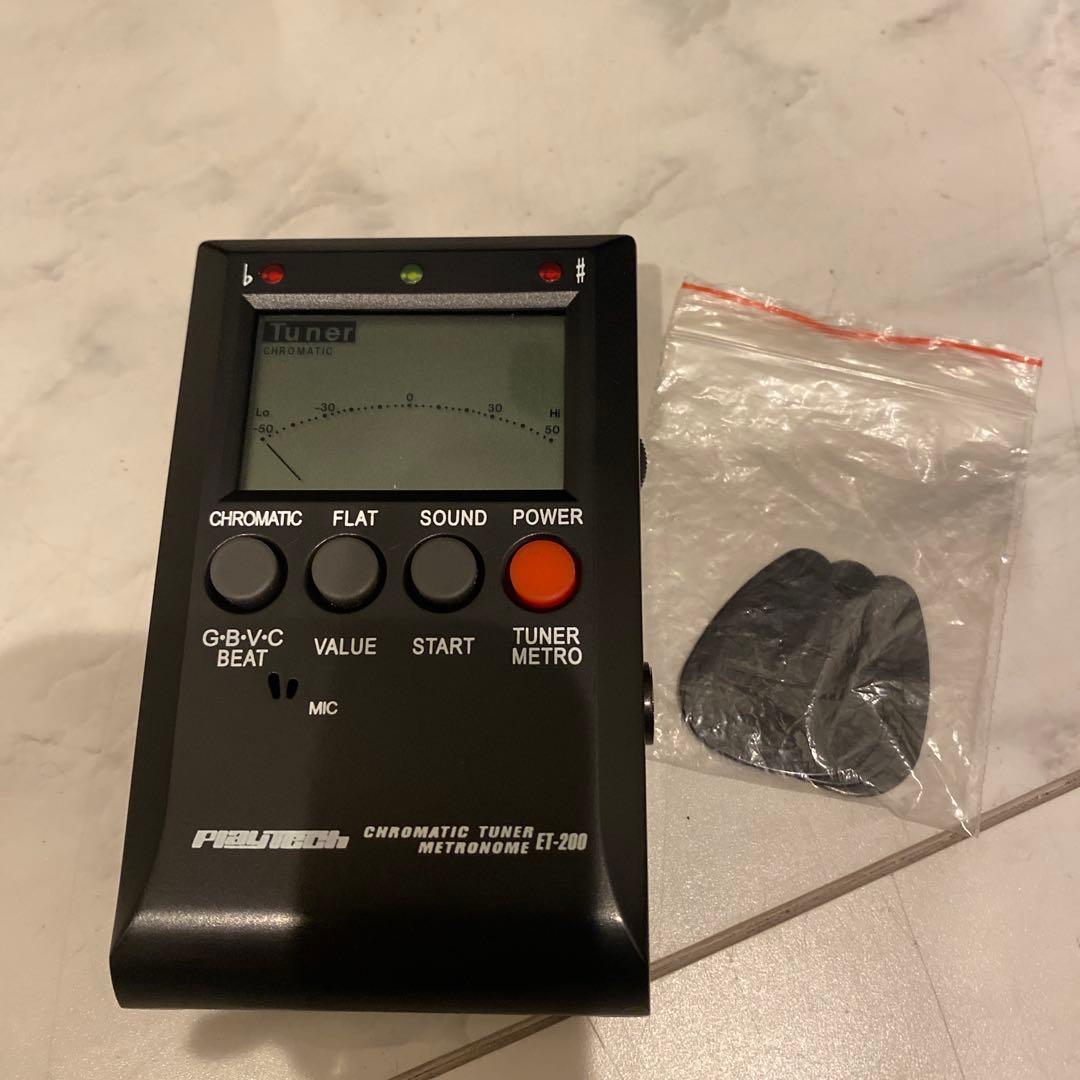 ♭ ♯
Tuner
CHROMATIC
Lo -30 0 30 Hi
-50 50
CHROMATIC FLAT SOUND POWER
G·B·V·C BEAT VALUE START TUNER METRO
MIC
PLAYTECH CHROMATIC TUNER METRONOME ET-200